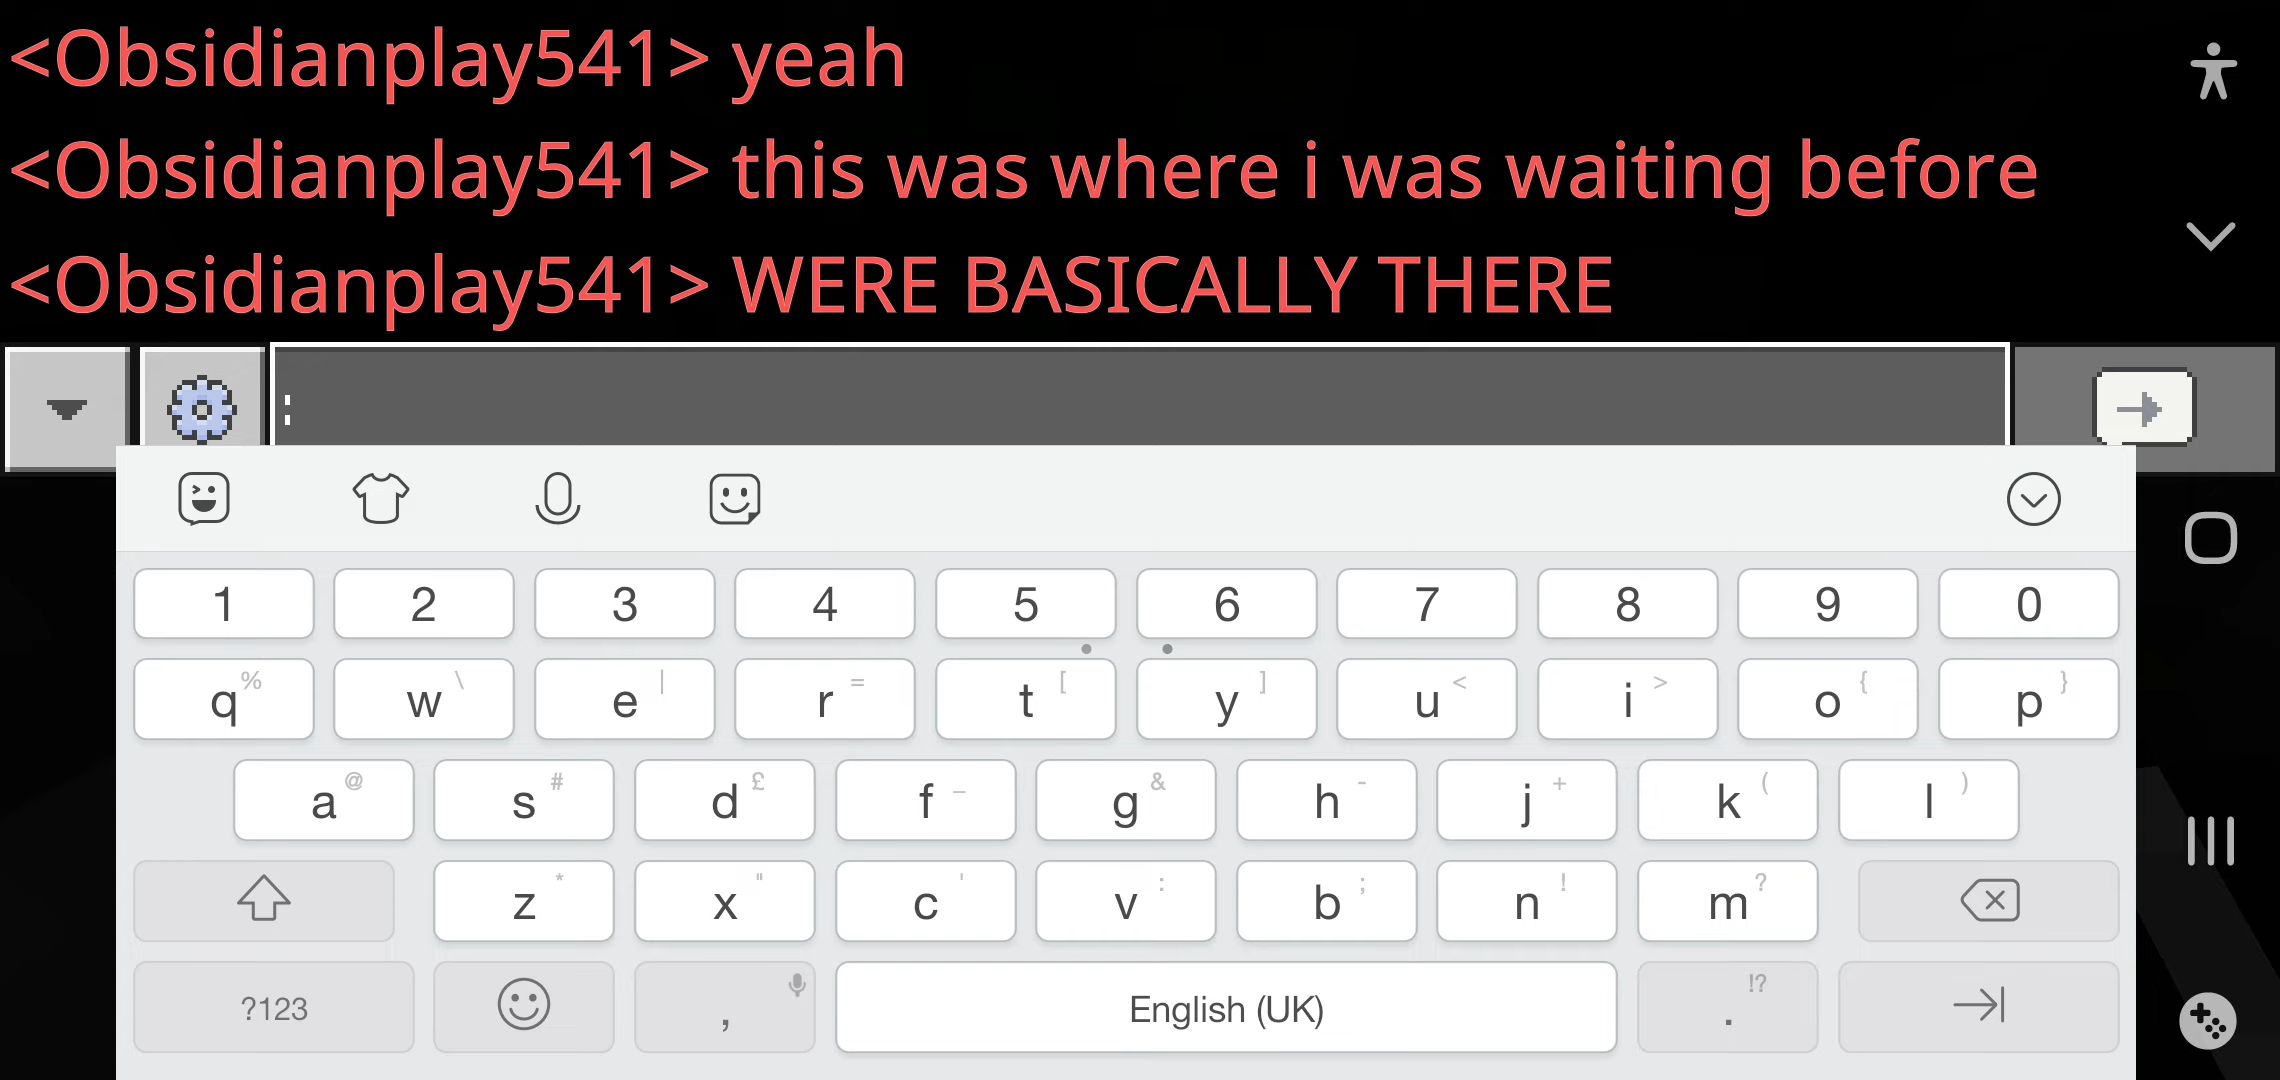 <Obsidianplay541> yeah
<Obsidianplay541> this was where i was waiting before
<Obsidianplay541> WERE BASICALLY THERE
:
1 2 3 4 5 6 7 8 9 0
q % w \ e | r = t [ y ] u < i > o { p }
a @ s # d £ f _ g & h - j + k ( l )
z * x " c ' v : b ; n ! m ?
?123 , English (UK) . !?